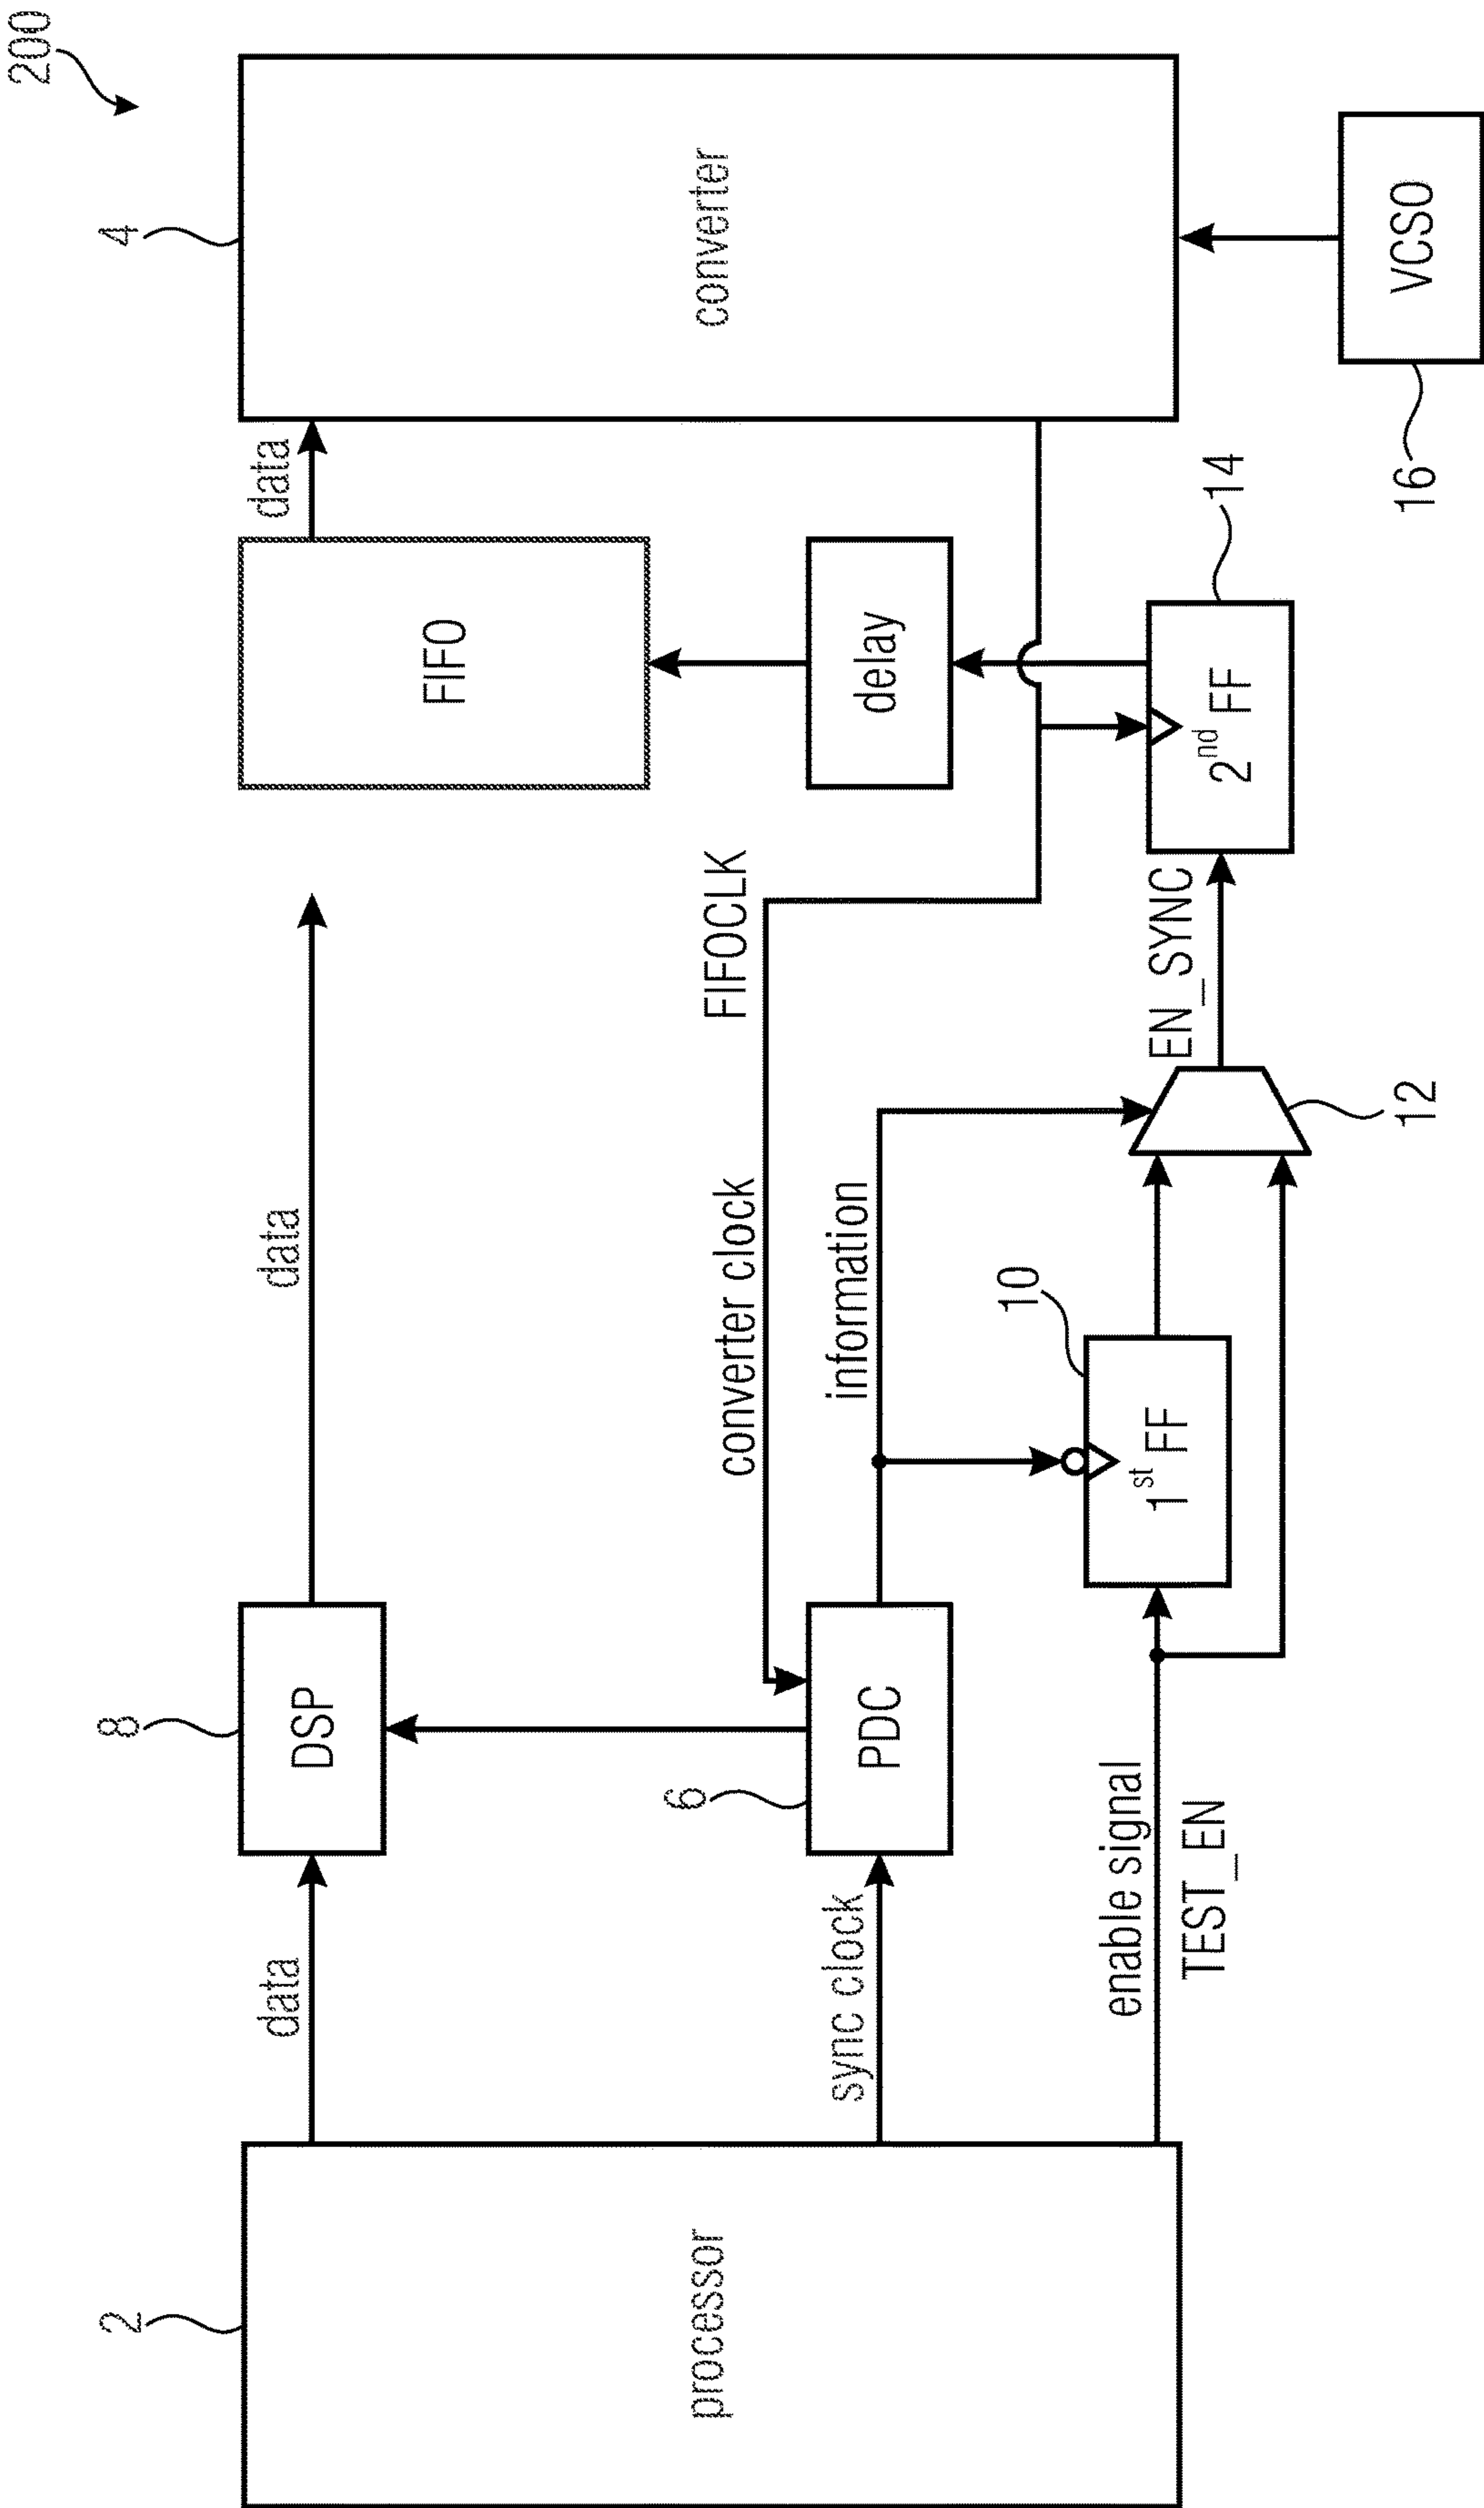 200
2
processor
data
sync clock
enable signal
TEST_EN
8
DSP
6
PDC
data
converter clock
FIFOCLK
information
10
1st FF
12
EN_SYNC
FIFO
delay
2nd FF
14
data
4
converter
VCSO
16